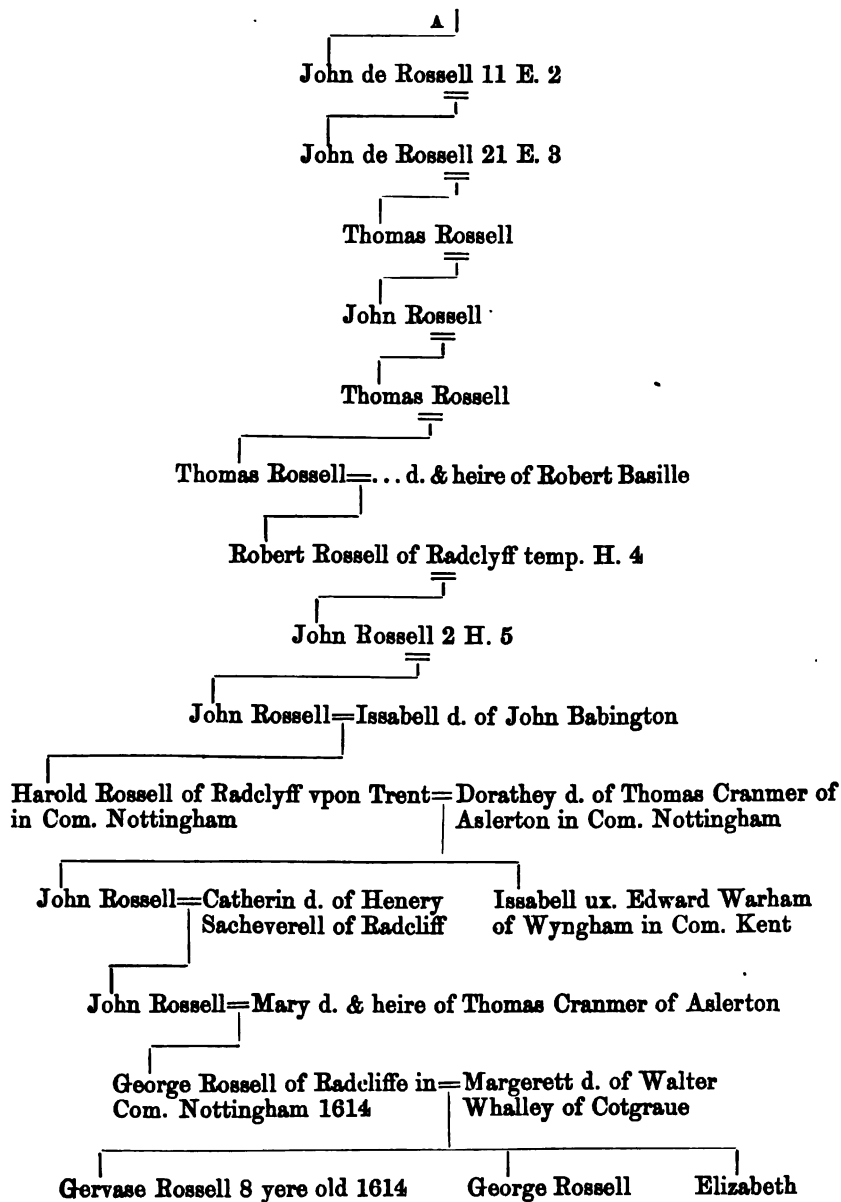 A
John de Rossell 11 E. 2
John de Rossell 21 E. 3
Thomas Rossell
John Rossell
Thomas Rossell
Thomas Rossell=... d. & heire of Robert Basille
Robert Rossell of Radclyff temp. H. 4
John Rossell 2 H. 5
John Rossell=Issabell d. of John Babington
Harold Rossell of Radclyff vpon Trent=Dorathey d. of Thomas Cranmer of
in Com. Nottingham Aslerton in Com. Nottingham
John Rossell=Catherin d. of Henery Issabell ux. Edward Warham
Sacheverell of Radcliff of Wyngham in Com. Kent
John Rossell=Mary d. & heire of Thomas Cranmer of Aslerton
George Rossell of Radcliffe in=Margerett d. of Walter
Com. Nottingham 1614 Whalley of Cotgraue
Gervase Rossell 8 yere old 1614 George Rossell Elizabeth